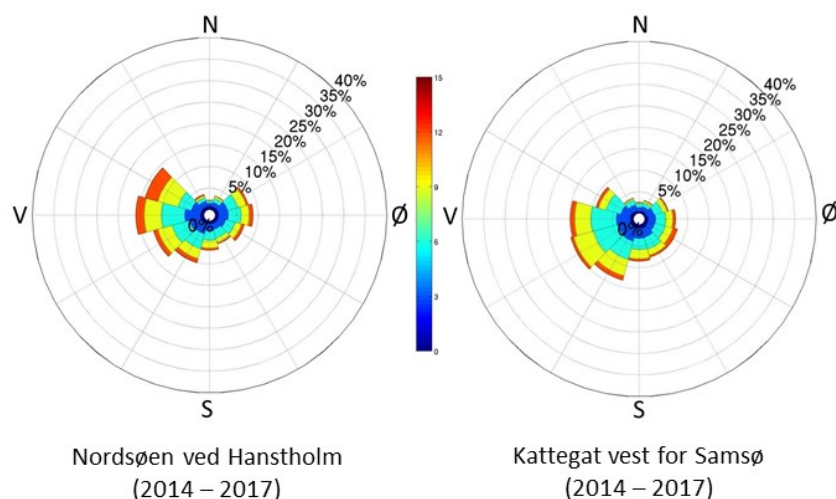 N
40%
35%
30%
25%
20%
15%
10%
5%
0%
V
Ø
S
15
12
9
6
3
0
N
40%
35%
30%
25%
20%
15%
10%
5%
0%
V
Ø
S
Nordsøen ved Hanstholm
(2014 – 2017)
Kattegat vest for Samsø
(2014 – 2017)